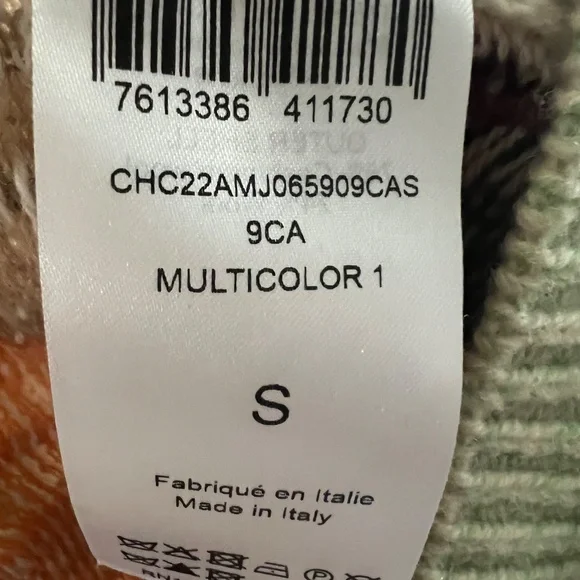 7613386 411730
CHC22AMJ065909CAS
9CA
MULTICOLOR 1
S
Fabriqué en Italie
Made in Italy
P